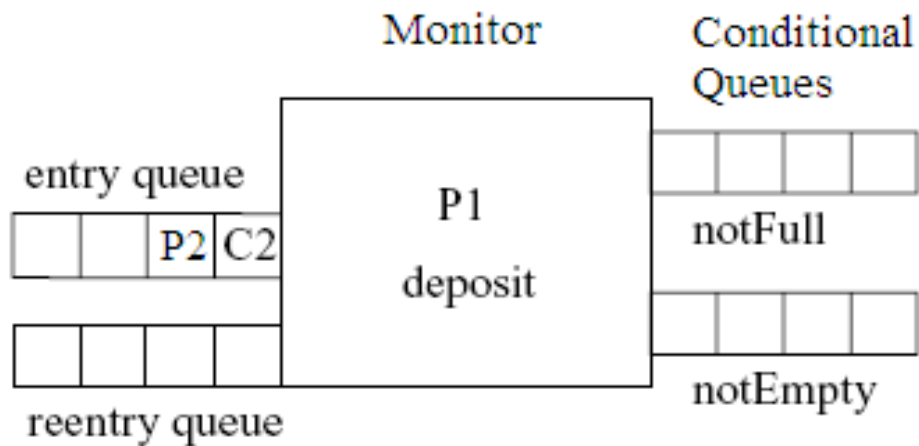 Monitor
Conditional
Queues
entry queue
P2 C2
P1
deposit
notFull
notEmpty
reentry queue